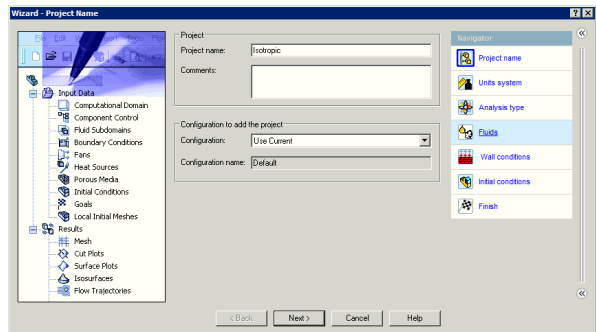 Wizard - Project Name
Project
Project name: Isotropic
Comments:
Configuration to add the project
Configuration: Use Current
Configuration name: Default
Input Data
Computational Domain
Component Control
Fluid Subdomains
Boundary Conditions
Fans
Heat Sources
Porous Media
Initial Conditions
Goals
Local Initial Meshes
Results
Mesh
Cut Plots
Surface Plots
Isosurfaces
Flow Trajectories
Navigator
Project name
Units system
Analysis type
Fluids
Wall conditions
Initial conditions
Finish
< Back Next > Cancel Help